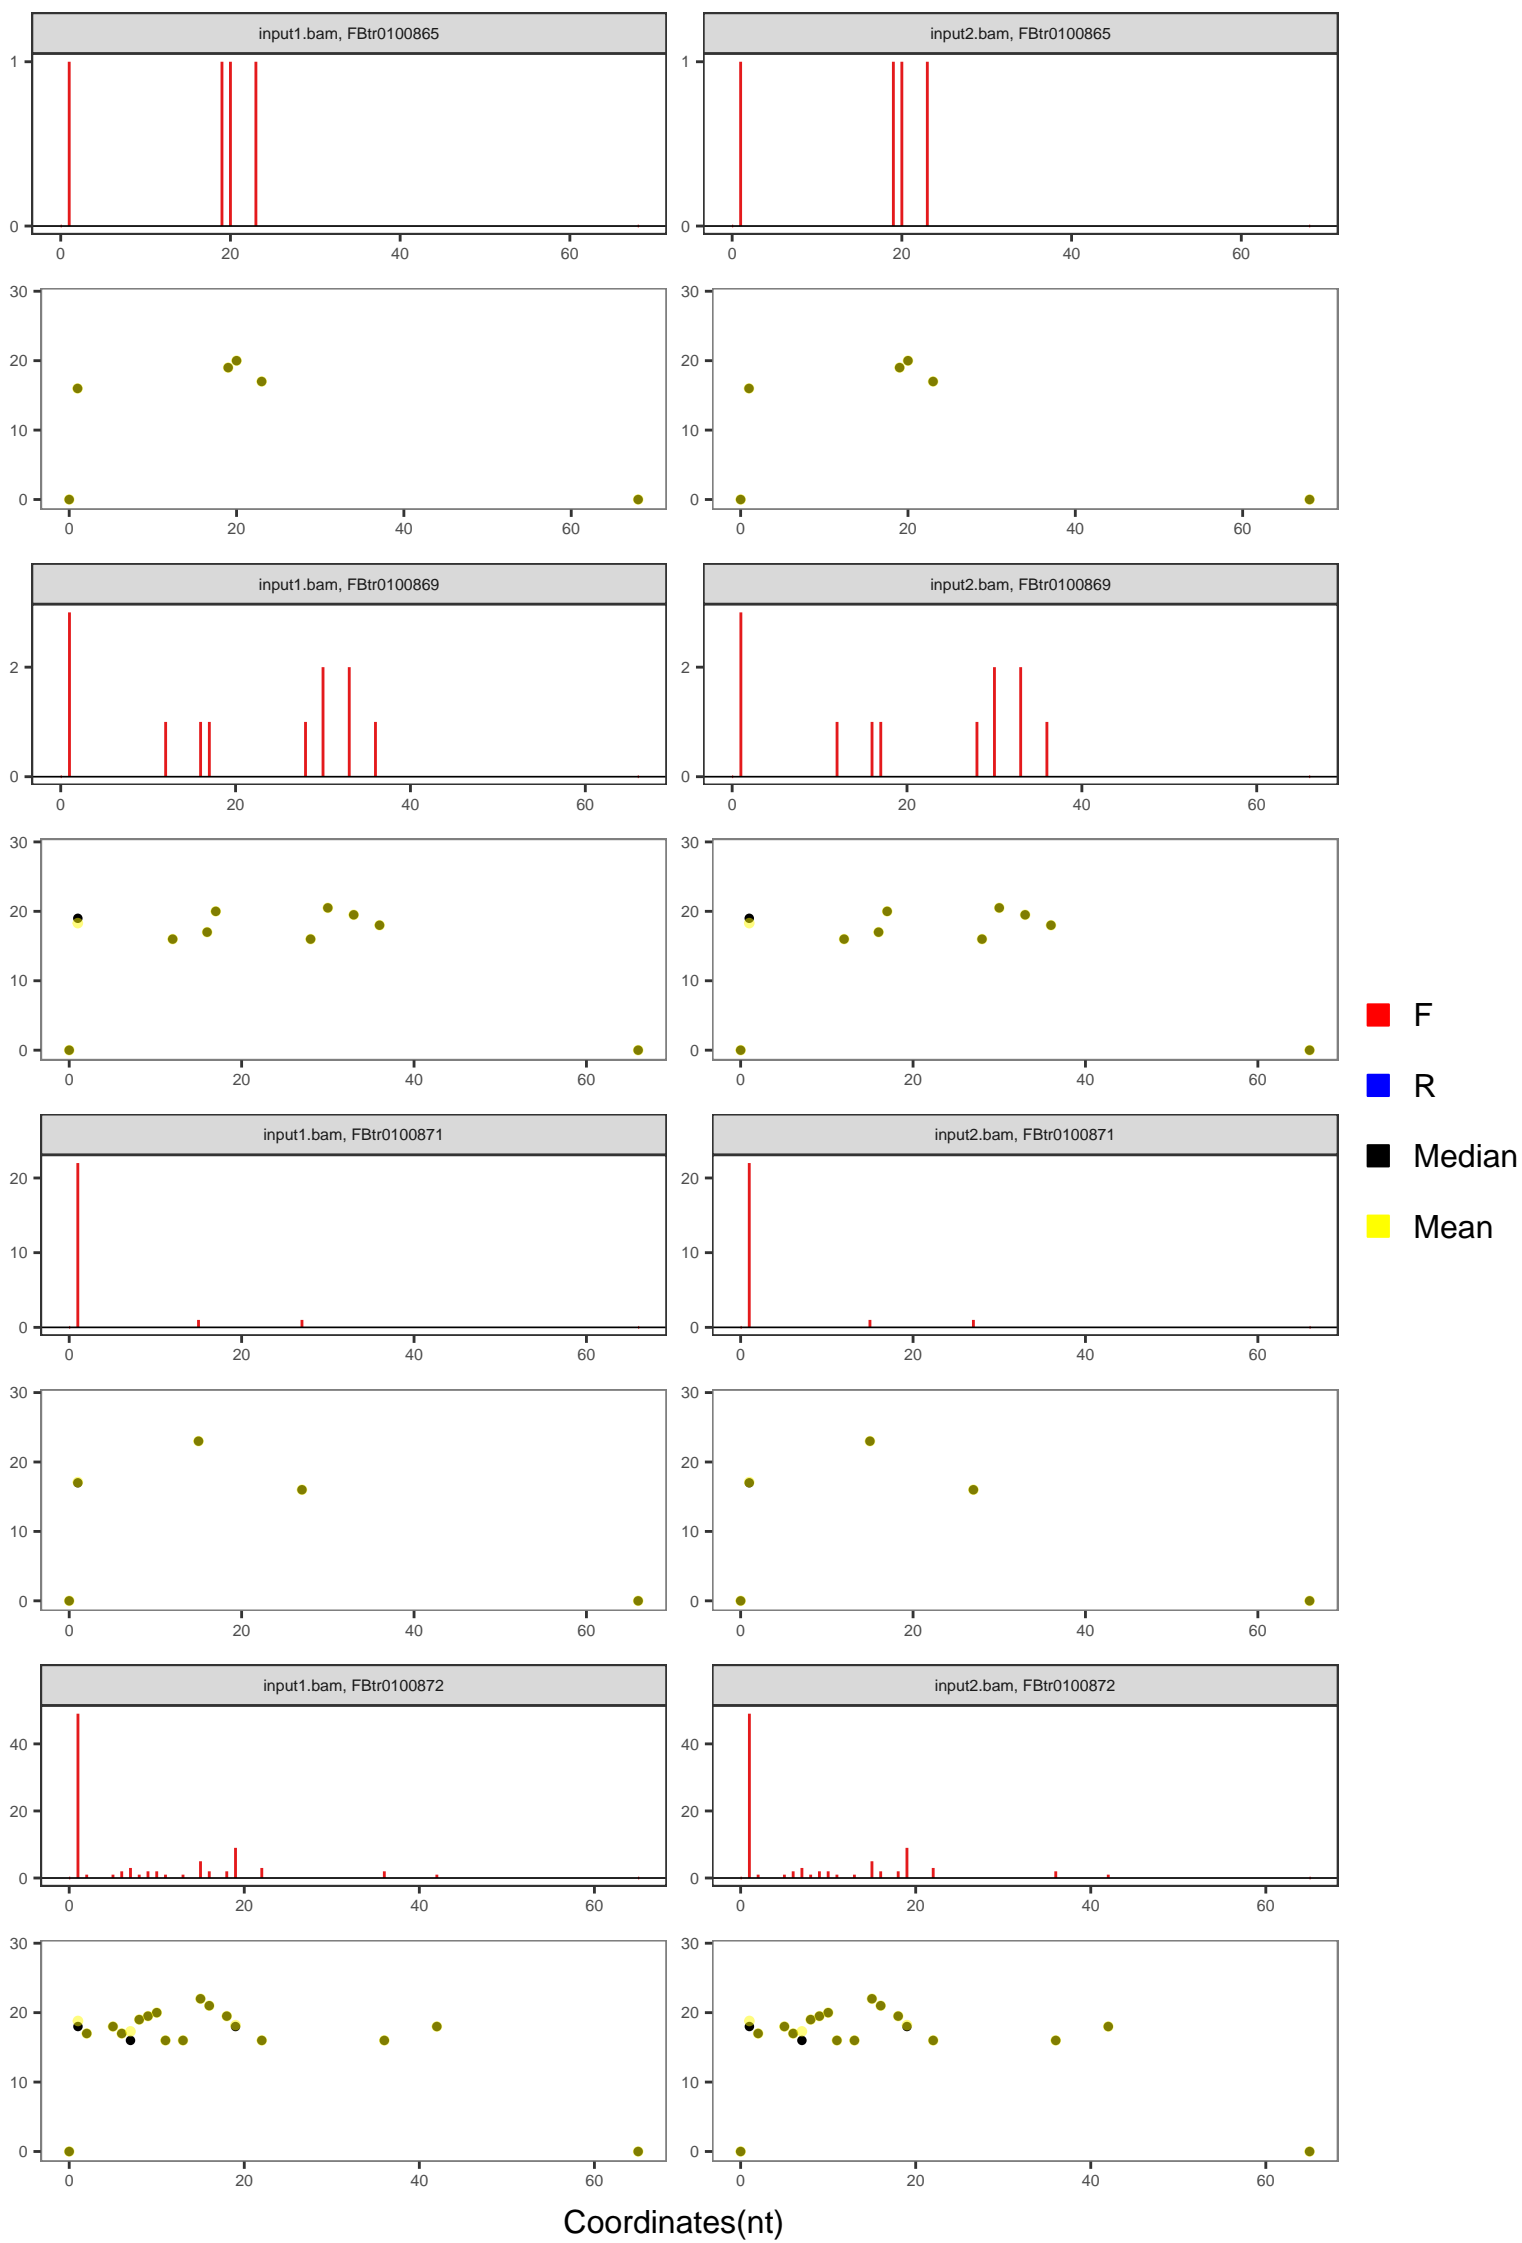 input1.bam, FBtr0100865 input2.bam, FBtr0100865
1 1
0 0
0 20 40 60 0 20 40 60
30 30
20 20
10 10
0 0
0 20 40 60 0 20 40 60
input1.bam, FBtr0100869 input2.bam, FBtr0100869
2 2
0 0
0 20 40 60 0 20 40 60
30 30
20 20
10 10
0 0
0 20 40 60 0 20 40 60
F
R
Median
Mean
input1.bam, FBtr0100871 input2.bam, FBtr0100871
20 20
10 10
0 0
0 20 40 60 0 20 40 60
30 30
20 20
10 10
0 0
0 20 40 60 0 20 40 60
input1.bam, FBtr0100872 input2.bam, FBtr0100872
40 40
20 20
0 0
0 20 40 60 0 20 40 60
30 30
20 20
10 10
0 0
0 20 40 60 0 20 40 60
Coordinates(nt)